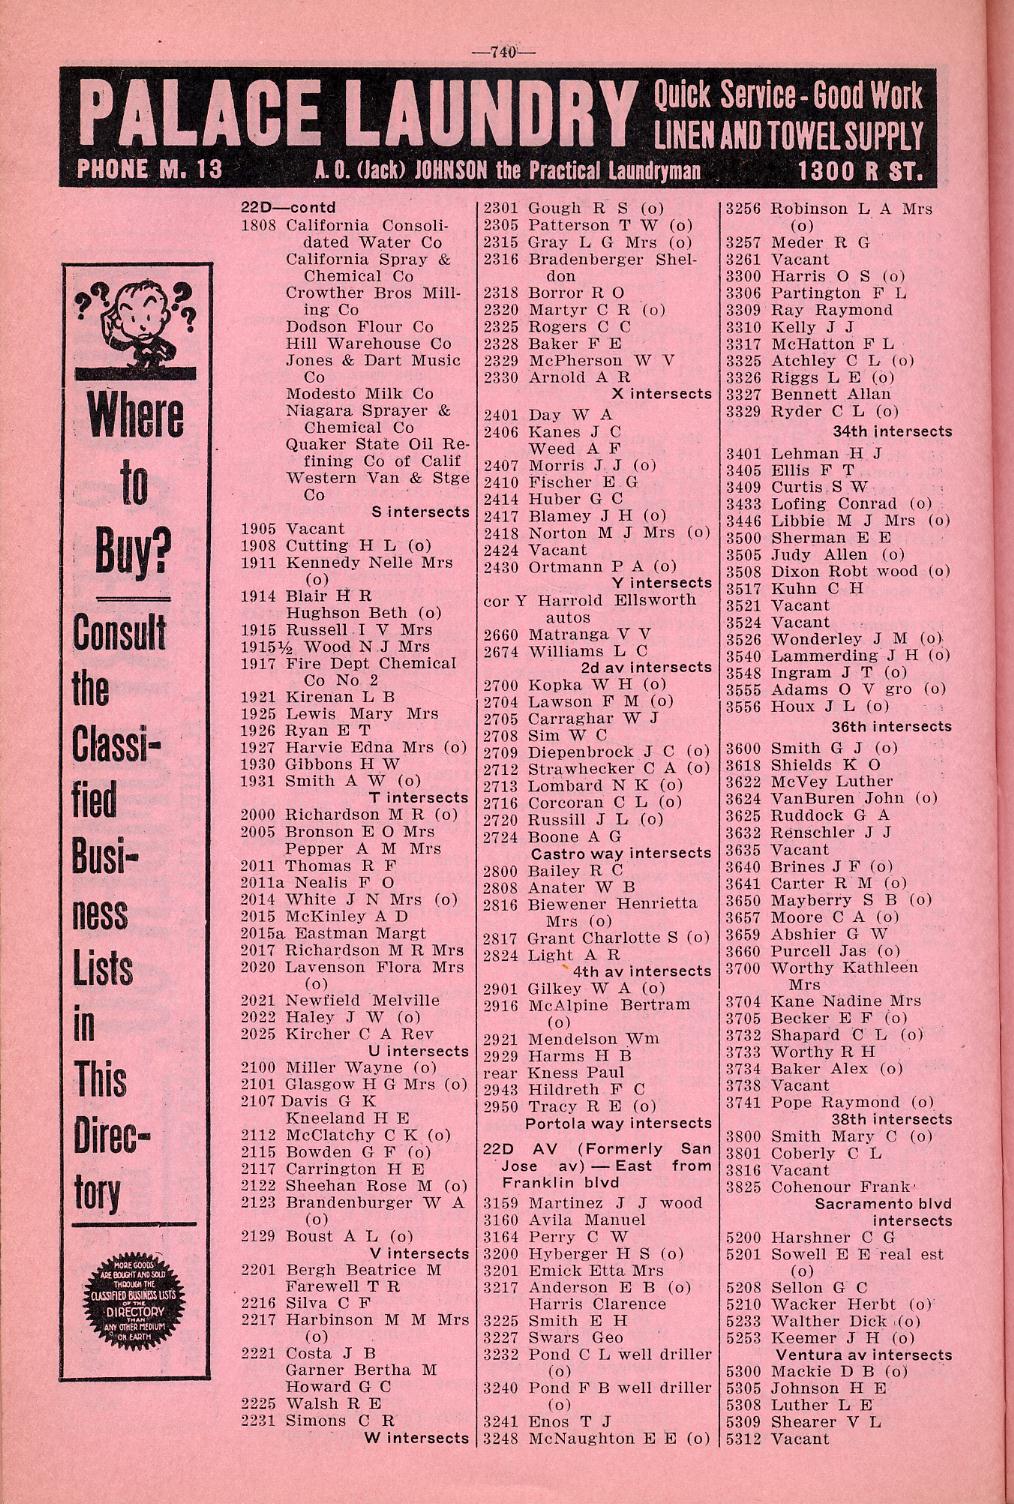 —740—
PALACE LAUNDRY
Quick Service - Good Work
LINEN AND TOWEL SUPPLY
PHONE M. 13
A. O. (Jack) JOHNSON the Practical Laundryman
1300 R ST.
?? ??
Where
to
Buy?
Consult
the
Classi-
fied
Busi-
ness
Lists
in
This
Direc-
tory
MORE GOODS
ARE BOUGHT AND SOLD
THROUGH THE
CLASSIFIED BUSINESS LISTS
OF THE
DIRECTORY
THAN
ANY OTHER MEDIUM
ON EARTH
22D—contd
1808 California Consoli-
dated Water Co
California Spray &
Chemical Co
Crowther Bros Mill-
ing Co
Dodson Flour Co
Hill Warehouse Co
Jones & Dart Music
Co
Modesto Milk Co
Niagara Sprayer &
Chemical Co
Quaker State Oil Re-
fining Co of Calif
Western Van & Stge
Co
S intersects
1905 Vacant
1908 Cutting H L (o)
1911 Kennedy Nelle Mrs
(o)
1914 Blair H R
Hughson Beth (o)
1915 Russell I V Mrs
1915½ Wood N J Mrs
1917 Fire Dept Chemical
Co No 2
1921 Kirenan L B
1925 Lewis Mary Mrs
1926 Ryan E T
1927 Harvie Edna Mrs (o)
1930 Gibbons H W
1931 Smith A W (o)
T intersects
2000 Richardson M R (o)
2005 Bronson E O Mrs
Pepper A M Mrs
2011 Thomas R F
2011a Nealis F O
2014 White J N Mrs (o)
2015 McKinley A D
2015a Eastman Margt
2017 Richardson M R Mrs
2020 Lavenson Flora Mrs
(o)
2021 Newfield Melville
2022 Haley J W (o)
2025 Kircher C A Rev
U intersects
2100 Miller Wayne (o)
2101 Glasgow H G Mrs (o)
2107 Davis G K
Kneeland H E
2112 McClatchy C K (o)
2115 Bowden G F (o)
2117 Carrington H E
2122 Sheehan Rose M (o)
2123 Brandenburger W A
(o)
2129 Boust A L (o)
V intersects
2201 Bergh Beatrice M
Farewell T R
2216 Silva C F
2217 Harbinson M M Mrs
(o)
2221 Costa J B
Garner Bertha M
Howard G C
2225 Walsh R E
2231 Simons C R
W intersects
2301 Gough R S (o)
2305 Patterson T W (o)
2315 Gray L G Mrs (o)
2316 Bradenberger Shel-
don
2318 Borror R O
2320 Martyr C R (o)
2325 Rogers C C
2328 Baker F E
2329 McPherson W V
2330 Arnold A R
X intersects
2401 Day W A
2406 Kanes J C
Weed A F
2407 Morris J J (o)
2410 Fischer E G
2414 Huber G C
2417 Blamey J H (o)
2418 Norton M J Mrs (o)
2424 Vacant
2430 Ortmann P A (o)
Y intersects
cor Y Harrold Ellsworth
autos
2660 Matranga V V
2674 Williams L C
2d av intersects
2700 Kopka W H (o)
2704 Lawson F M (o)
2705 Carraghar W J
2708 Sim W C
2709 Diepenbrock J C (o)
2712 Strawhecker C A (o)
2713 Lombard N K (o)
2716 Corcoran C L (o)
2720 Russill J L (o)
2724 Boone A G
Castro way intersects
2800 Bailey R C
2808 Anater W B
2816 Biewener Henrietta
Mrs (o)
2817 Grant Charlotte S (o)
2824 Light A R
4th av intersects
2901 Gilkey W A (o)
2916 McAlpine Bertram
(o)
2921 Mendelson Wm
2929 Harms H B
rear Kness Paul
2943 Hildreth F C
2950 Tracy R E (o)
Portola way intersects
22D AV (Formerly San
Jose av) — East from
Franklin blvd
3159 Martinez J J wood
3160 Avila Manuel
3164 Perry C W
3200 Hyberger H S (o)
3201 Emick Etta Mrs
3217 Anderson E B (o)
Harris Clarence
3225 Smith E H
3227 Swars Geo
3232 Pond C L well driller
(o)
3240 Pond F B well driller
(o)
3241 Enos T J
3248 McNaughton E E (o)
3256 Robinson L A Mrs
(o)
3257 Meder R G
3261 Vacant
3300 Harris O S (o)
3306 Partington F L
3309 Ray Raymond
3310 Kelly J J
3317 McHatton F L
3325 Atchley C L (o)
3326 Riggs L E (o)
3327 Bennett Allan
3329 Ryder C L (o)
34th intersects
3401 Lehman H J
3405 Ellis F T
3409 Curtis S W
3433 Lofing Conrad (o)
3446 Libbie M J Mrs (o)
3500 Sherman E E
3505 Judy Allen (o)
3508 Dixon Robt wood (o)
3517 Kuhn C H
3521 Vacant
3524 Vacant
3526 Wonderley J M (o)
3540 Lammerding J H (o)
3548 Ingram J T (o)
3555 Adams O V gro (o)
3556 Houx J L (o)
36th intersects
3600 Smith G J (o)
3618 Shields K O
3622 McVey Luther
3624 VanBuren John (o)
3625 Ruddock G A
3632 Renschler J J
3635 Vacant
3640 Brines J F (o)
3641 Carter R M (o)
3650 Mayberry S B (o)
3657 Moore C A (o)
3659 Abshier G W
3660 Purcell Jas (o)
3700 Worthy Kathleen
Mrs
3704 Kane Nadine Mrs
3705 Becker E F (o)
3732 Shapard C L (o)
3733 Worthy R H
3734 Baker Alex (o)
3738 Vacant
3741 Pope Raymond (o)
38th intersects
3800 Smith Mary C (o)
3801 Coberly C L
3816 Vacant
3825 Cohenour Frank
Sacramento blvd
intersects
5200 Harshner C G
5201 Sowell E E real est
(o)
5208 Sellon G C
5210 Wacker Herbt (o)
5233 Walther Dick (o)
5253 Keemer J H (o)
Ventura av intersects
5300 Mackie D B (o)
5305 Johnson H E
5308 Luther L E
5309 Shearer V L
5312 Vacant